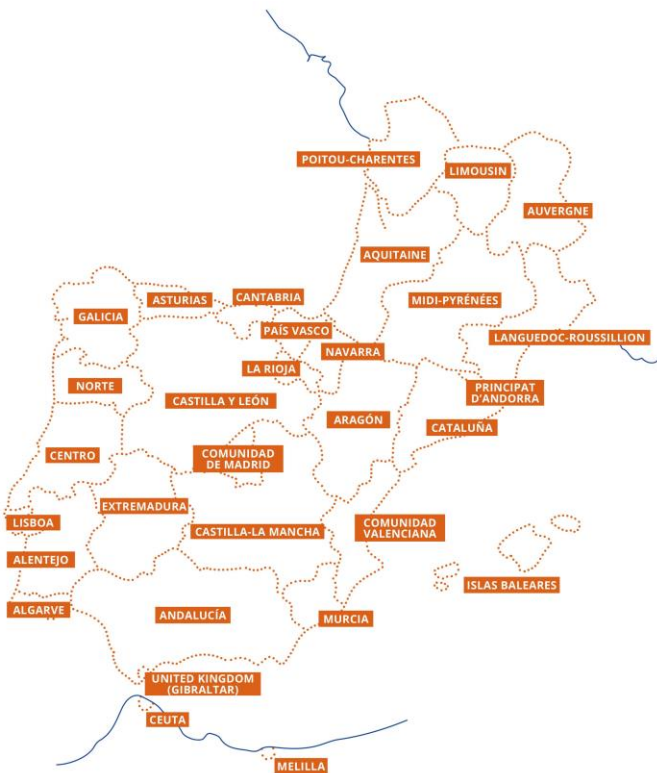 POITOU-CHARENTES
LIMOUSIN
AUVERGNE
AQUITAINE
ASTURIAS
CANTABRIA
MIDI-PYRÉNÉES
GALICIA
PAÍS VASCO
LANGUEDOC-ROUSSILLION
NAVARRA
LA RIOJA
NORTE
PRINCIPAT
D'ANDORRA
CASTILLA Y LEÓN
ARAGÓN
CATALUÑA
CENTRO
COMUNIDAD
DE MADRID
EXTREMADURA
LISBOA
CASTILLA-LA MANCHA
COMUNIDAD
VALENCIANA
ALENTEJO
ISLAS BALEARES
ALGARVE
ANDALUCÍA
MURCIA
UNITED KINGDOM
(GIBRALTAR)
CEUTA
MELILLA